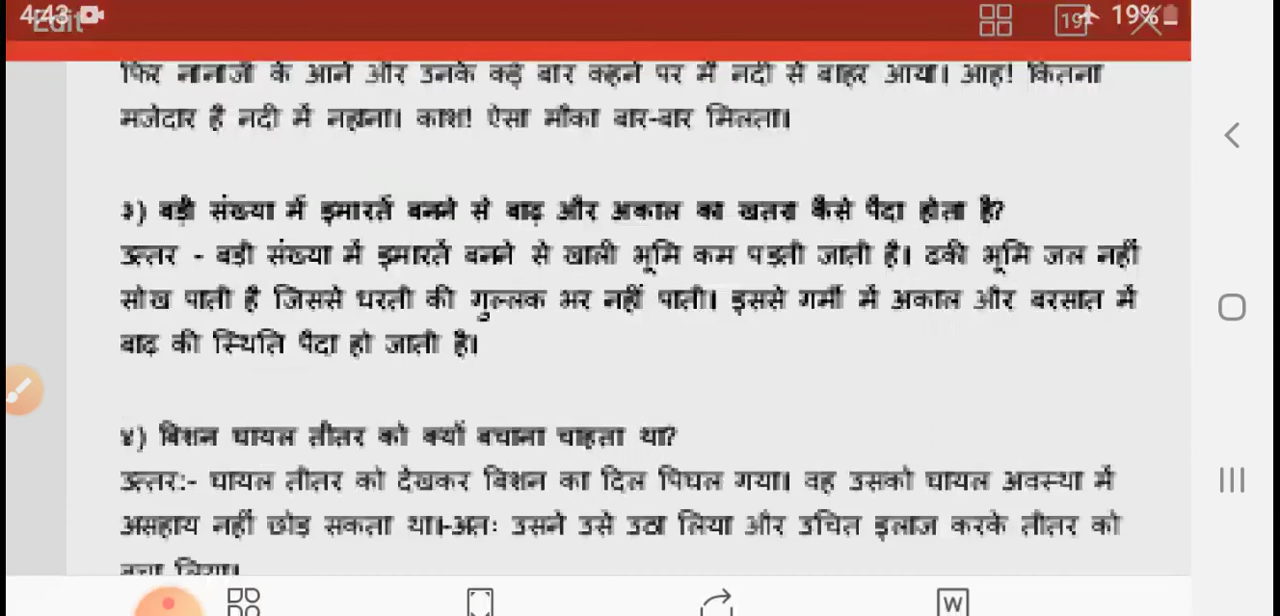 4:43
Edit
19
19%
फिर नानाजी के आने और उनके कई बार कहने पर मैं नदी से बाहर आया। आह! कितना
मजेदार है नदी में नहाना। काश! ऐसा मौका बार-बार मिलता।
३) बड़ी संख्या में इमारतें बनने से बाढ़ और अकाल का खतरा कैसे पैदा होता है?
उत्तर - बड़ी संख्या में इमारतें बनने से खाली भूमि कम पड़ती जाती है। ढकी भूमि जल नहीं
सोख पाती है जिससे धरती की गुल्लक भर नहीं पाती। इससे गर्मी में अकाल और बरसात में
बाढ़ की स्थिति पैदा हो जाती है।
४) बिशन घायल तीतर को क्यों बचाना चाहता था?
उत्तर:- घायल तीतर को देखकर बिशन का दिल पिघल गया। वह उसको घायल अवस्था में
असहाय नहीं छोड़ सकता था।-अतः उसने उसे उठा लिया और उचित इलाज करके तीतर को
बचा लिया।
W